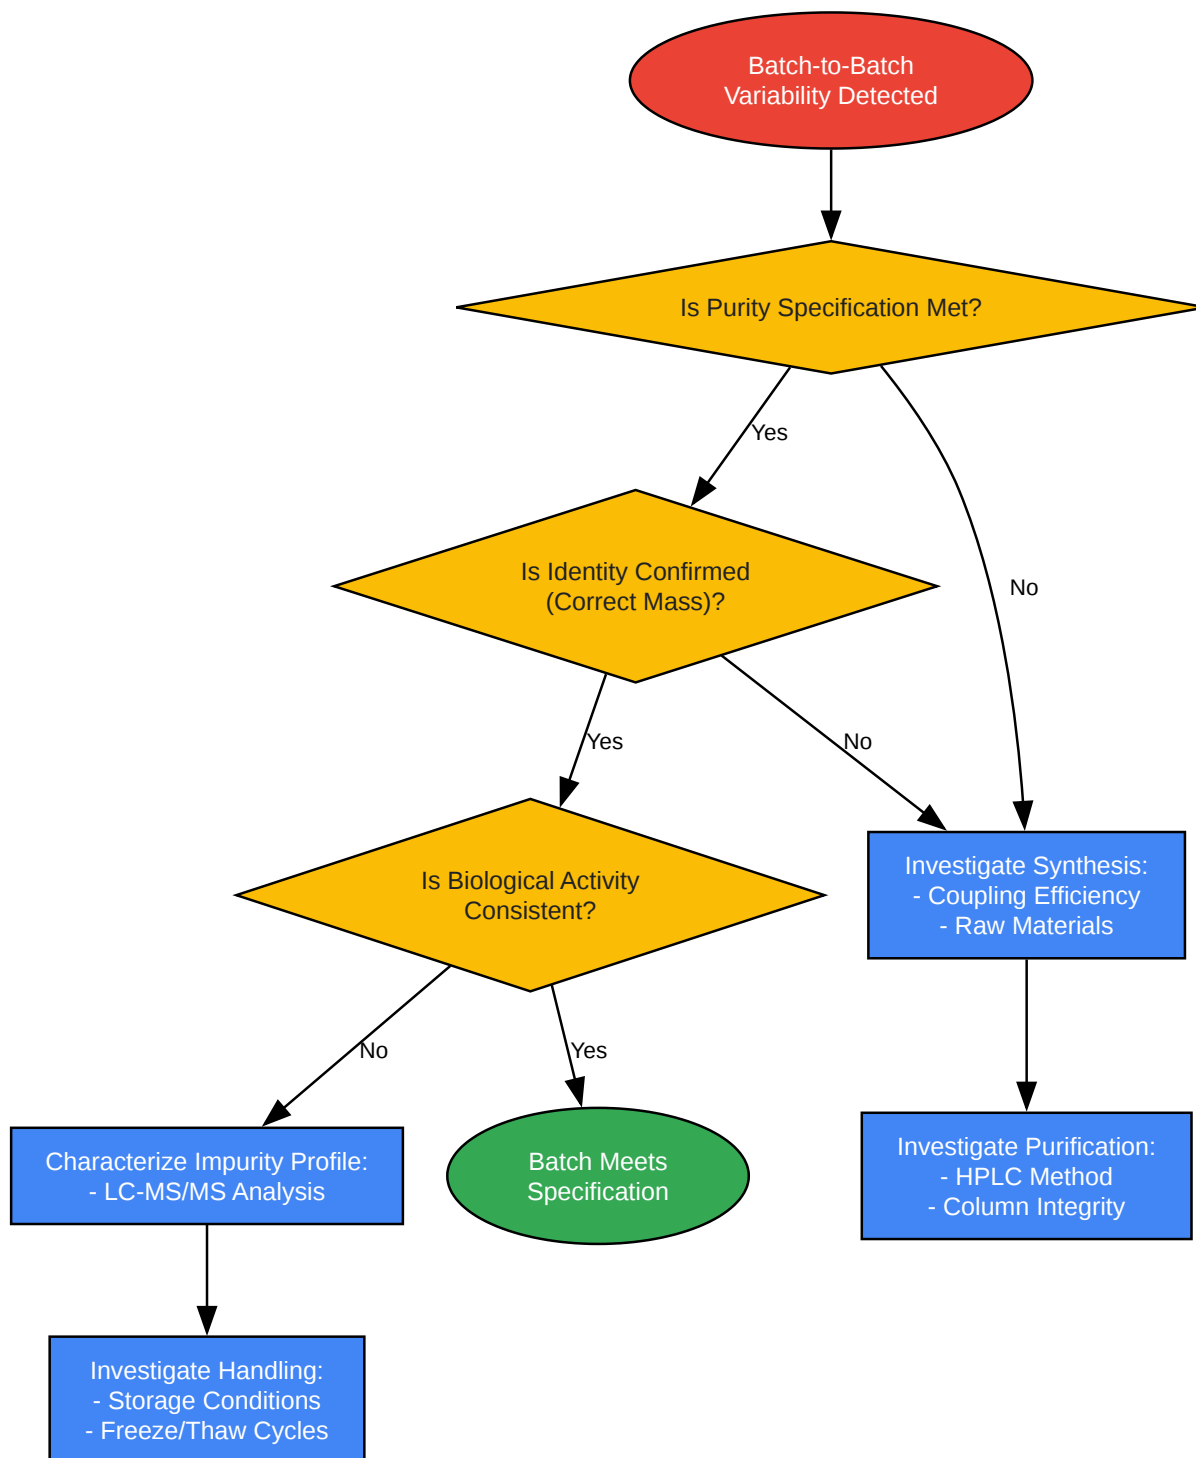 Batch-to-Batch
Variability Detected
Is Purity Specification Met?
Yes
No
Is Identity Confirmed
(Correct Mass)?
Yes
No
Is Biological Activity
Consistent?
Investigate Synthesis:
- Coupling Efficiency
- Raw Materials
No
Yes
Characterize Impurity Profile:
- LC-MS/MS Analysis
Batch Meets
Specification
Investigate Purification:
- HPLC Method
- Column Integrity
Investigate Handling:
- Storage Conditions
- Freeze/Thaw Cycles